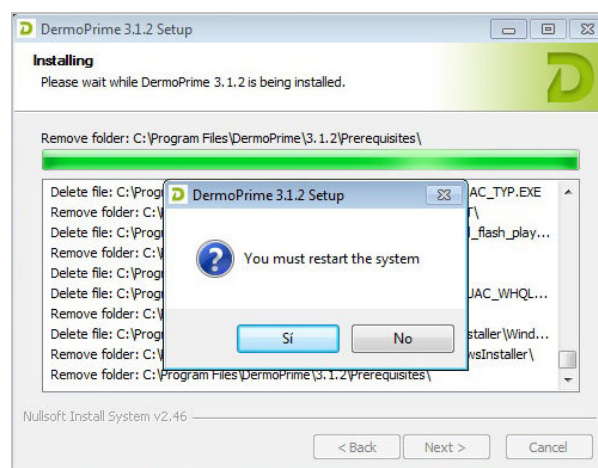 DermoPrime 3.1.2 Setup
Installing
Please wait while DermoPrime 3.1.2 is being installed.
Remove folder: C:\Program Files\DermoPrime\3.1.2\Prerequisites\
Delete file: C:\Prog AC_TYP.EXE
Remove folder: C:\ T\
Delete file: C:\Progr l_flash_play...
Remove folder: C:\
Delete file: C:\Progr
Delete file: C:\Progr JAC_WHQL...
Remove folder: C:\
Delete file: C:\Progr staller\Wind...
Remove folder: C:\ wsInstaller\
Remove folder: C:\Program Files\DermoPrime\3.1.2\Prerequisites\
DermoPrime 3.1.2 Setup
You must restart the system
Sí No
Nullsoft Install System v2.46
< Back Next > Cancel